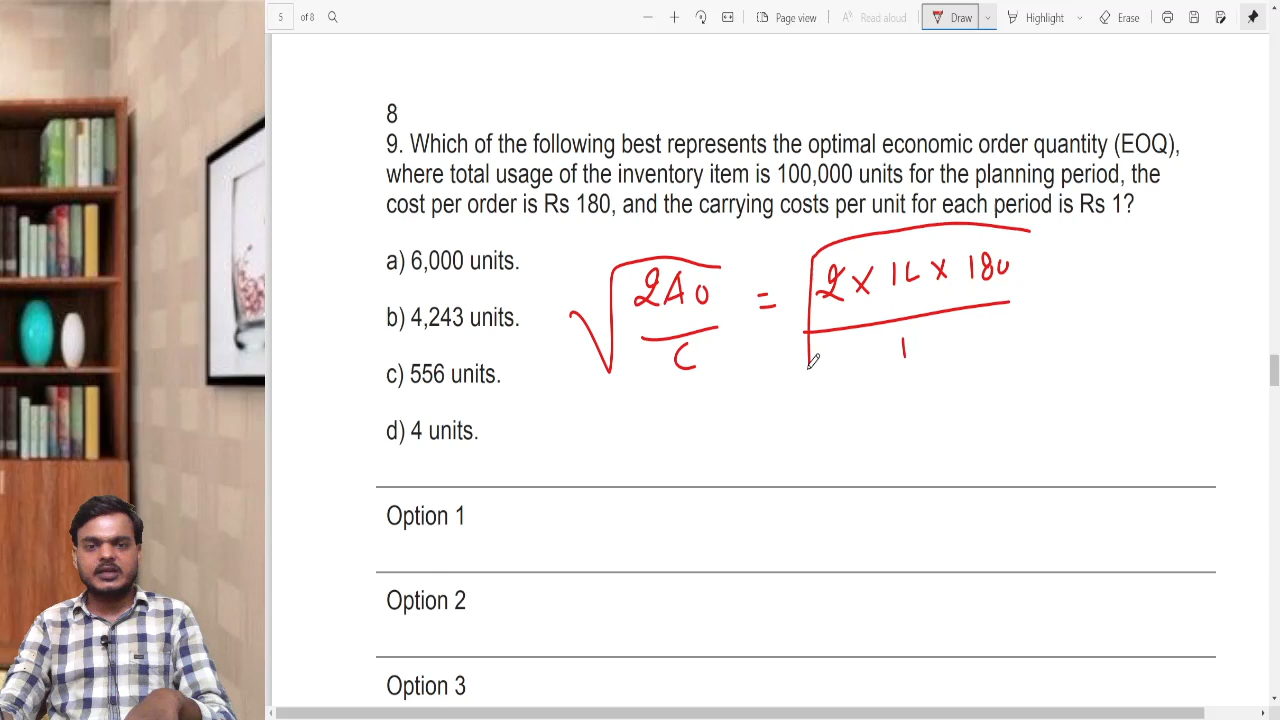 5 of 8 Page view Read aloud Draw Highlight Erase
8
9. Which of the following best represents the optimal economic order quantity (EOQ),
where total usage of the inventory item is 100,000 units for the planning period, the
cost per order is Rs 180, and the carrying costs per unit for each period is Rs 1?
a) 6,000 units.
b) 4,243 units.
c) 556 units.
d) 4 units.
√(2AO / C) = √(2 × 1L × 180 / 1)
Option 1
Option 2
Option 3